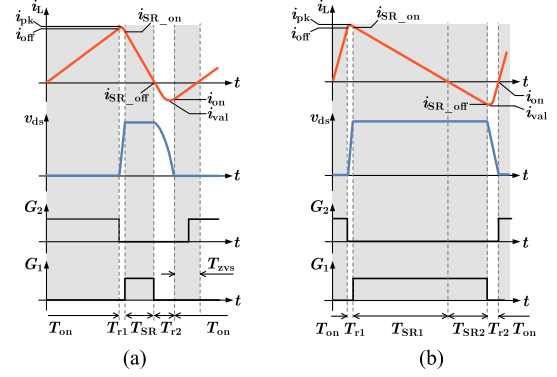 i_L
i_pk
i_off
i_SR_on
t
i_SR_off
i_on
i_val
v_ds
t
G_2
t
T_zvs
G_1
t
T_on T_r1 T_SR T_r2 T_on
(a)
i_L
i_pk
i_off
i_SR_on
t
i_SR_off
i_on
i_val
v_ds
t
G_2
t
G_1
t
T_on T_r1 T_SR1 T_SR2 T_r2 T_on
(b)